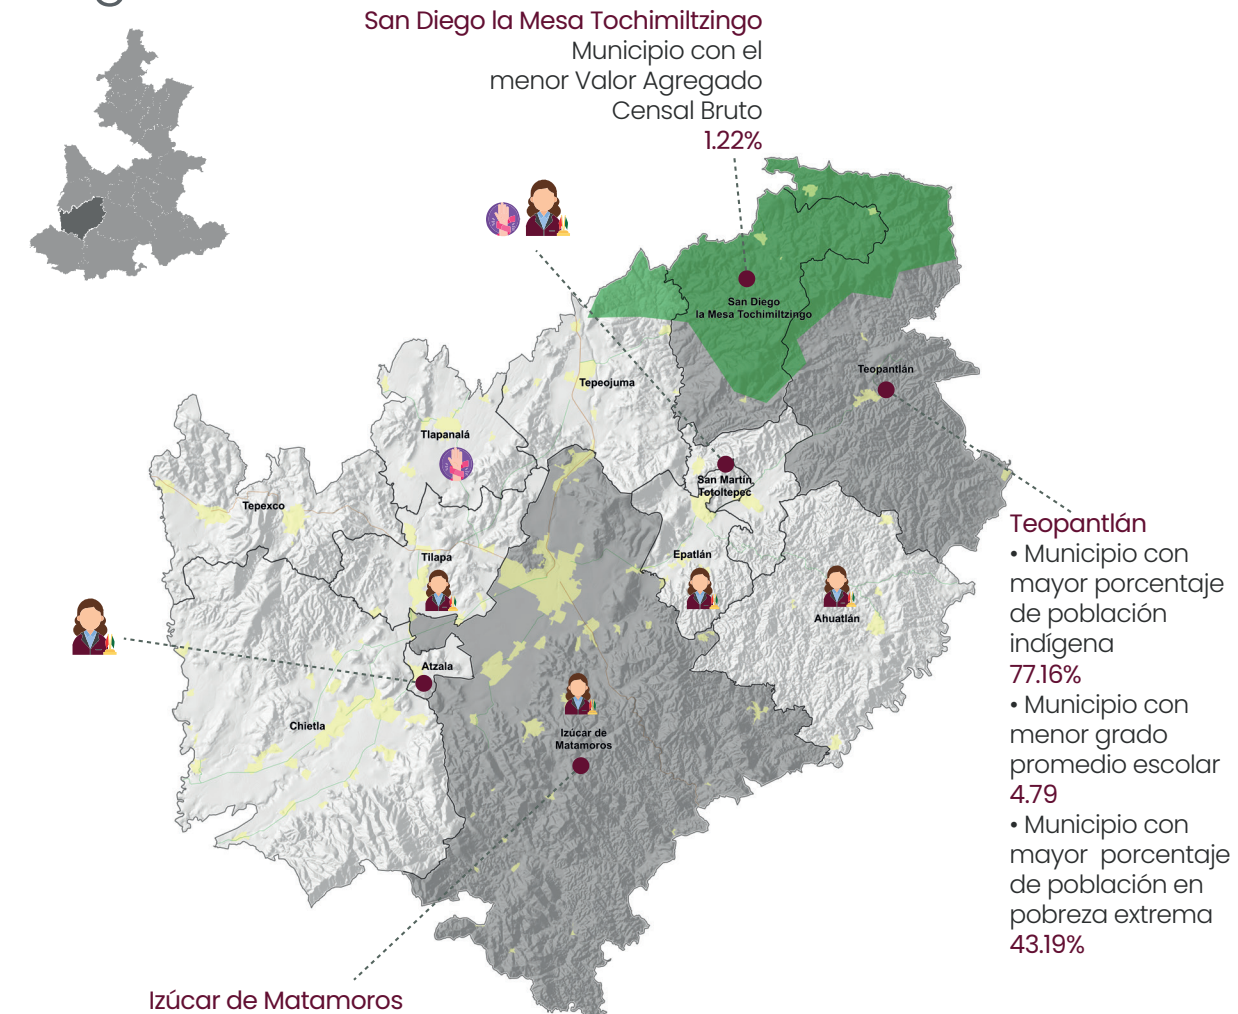 San Diego la Mesa Tochimiltzingo
Municipio con el
menor Valor Agregado
Censal Bruto
1.22%
San Diego
la Mesa Tochimiltzingo
Teopantlán
Tepeojuma
Tlapanalá
San Martín
Totoltepec
Tepexco
Tilapa
Epatlán
Ahuatlán
Atzala
Chietla
Izúcar de
Matamoros
Teopantlán
• Municipio con
mayor porcentaje
de población
indígena
77.16%
• Municipio con
menor grado
promedio escolar
4.79
• Municipio con
mayor porcentaje
de población en
pobreza extrema
43.19%
Izúcar de Matamoros